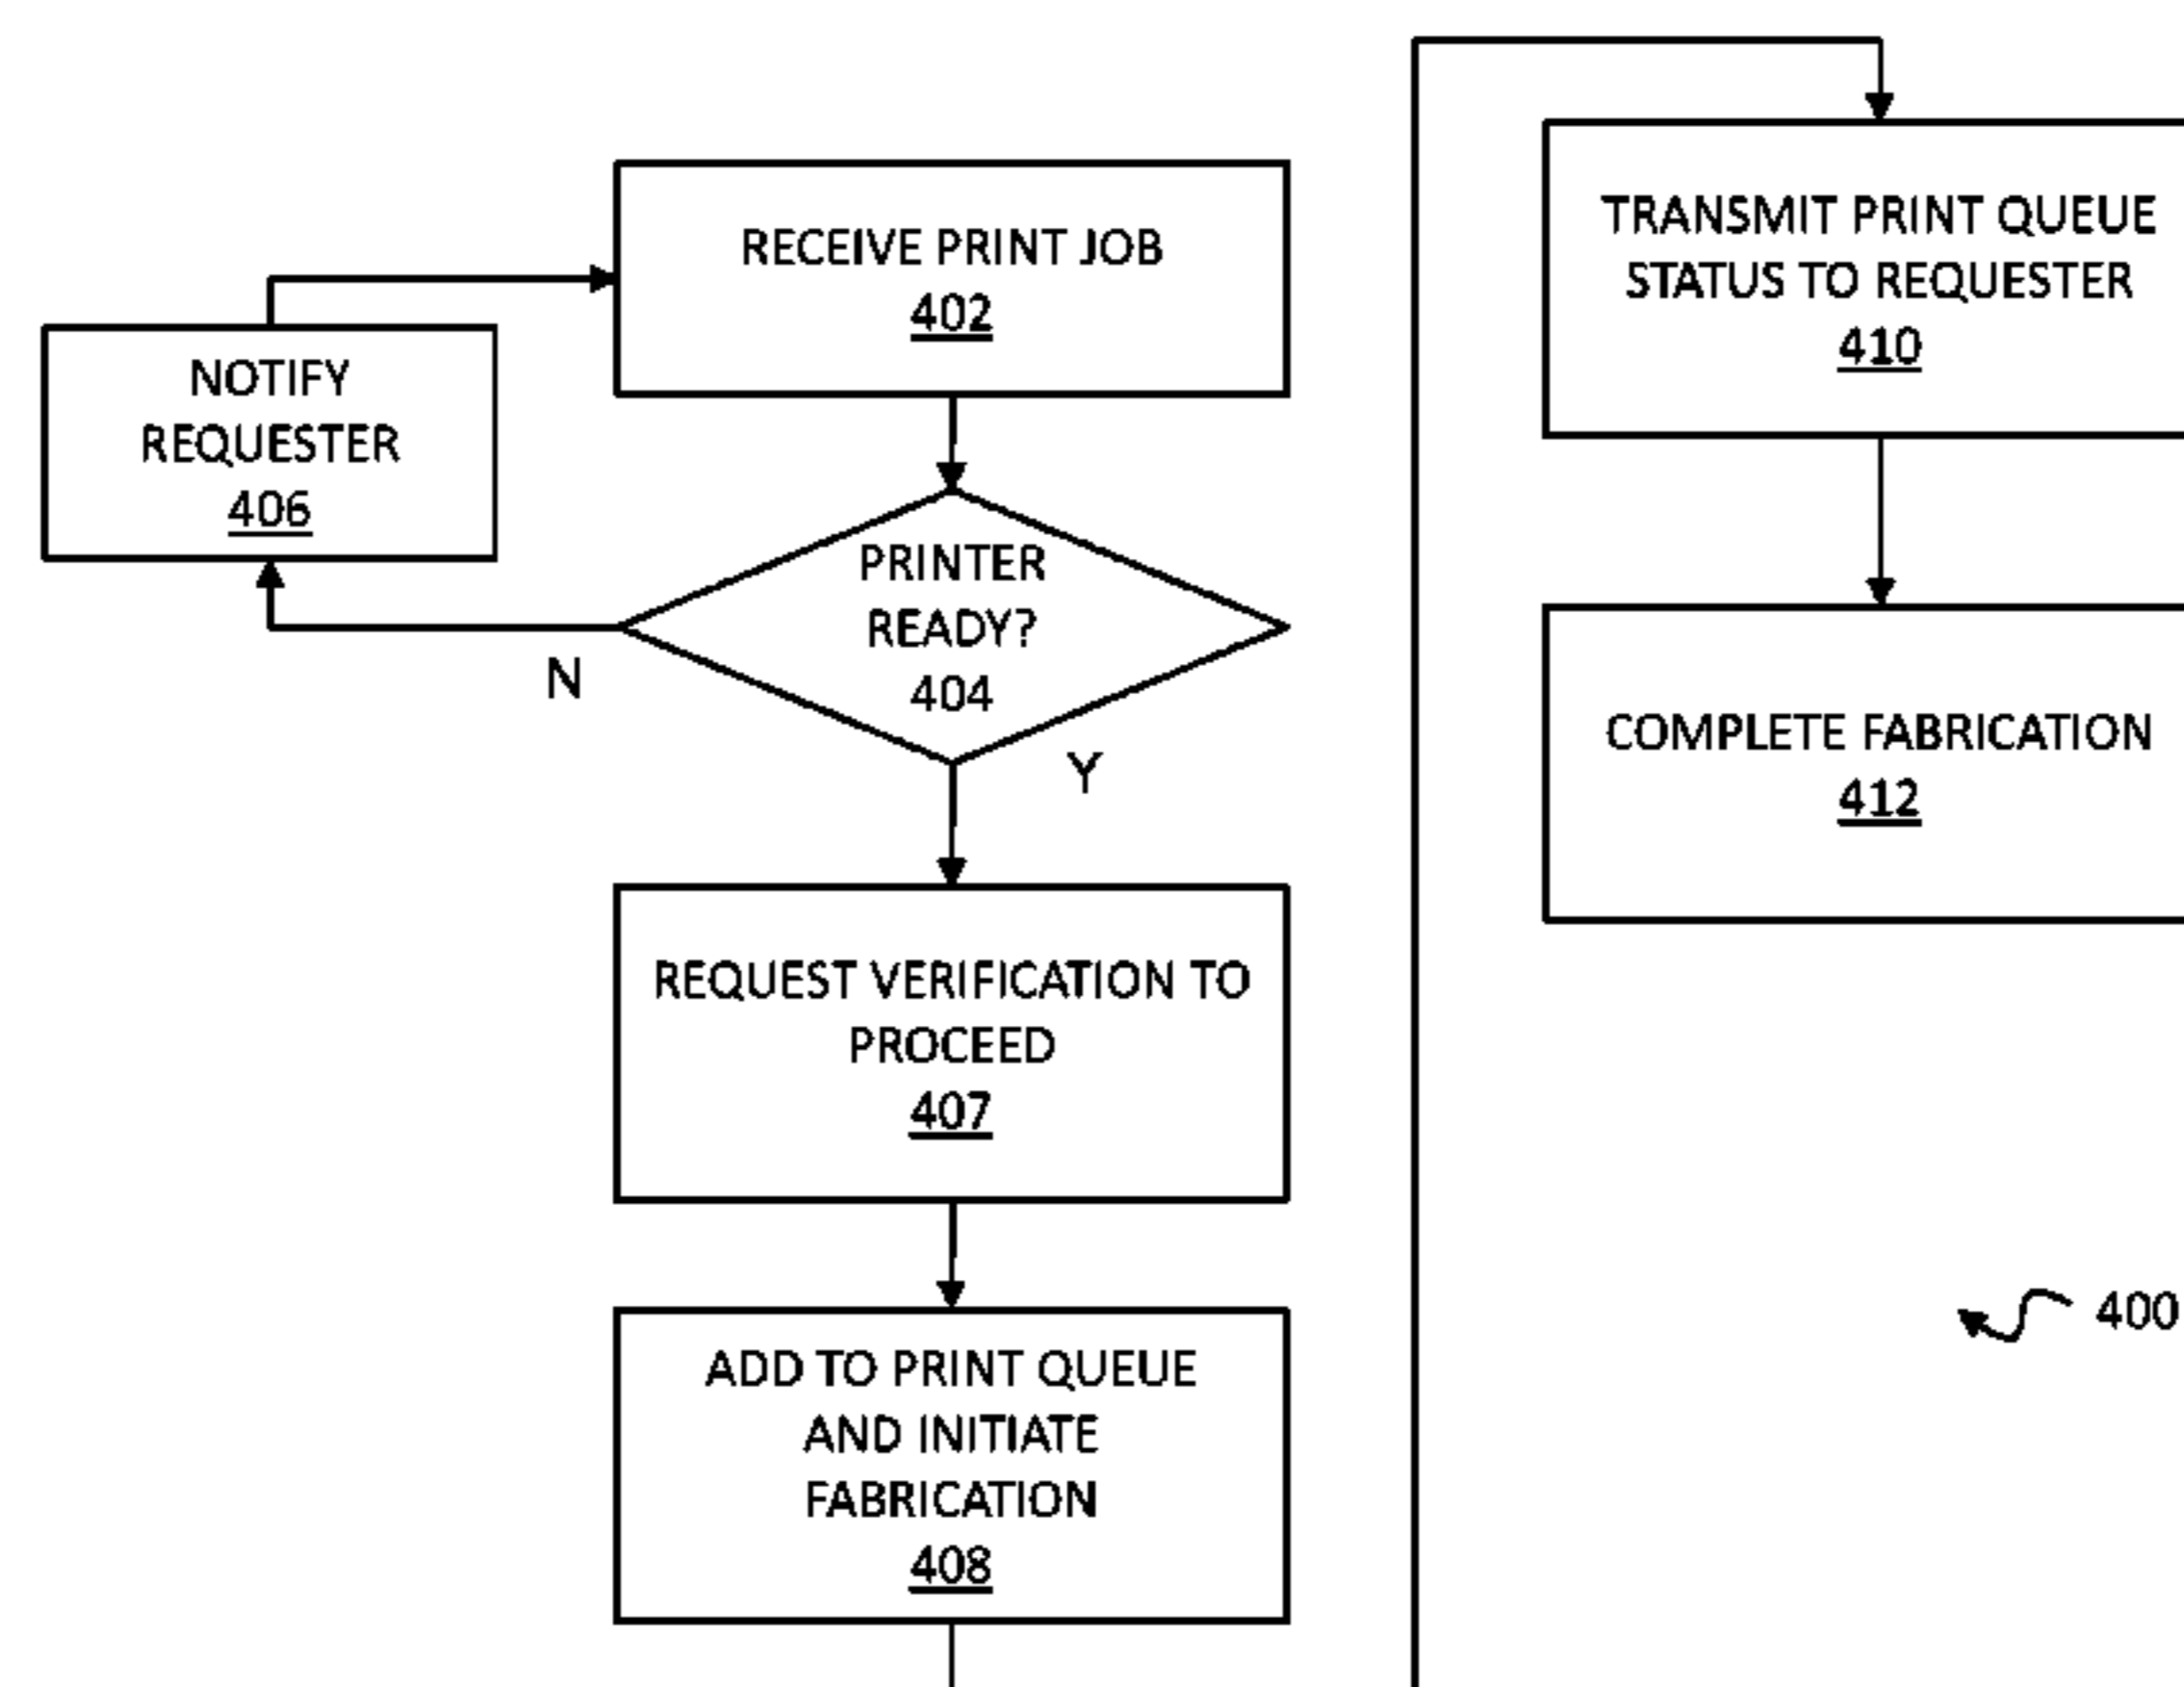 RECEIVE PRINT JOB
402
NOTIFY
REQUESTER
406
PRINTER
READY?
404
N
Y
REQUEST VERIFICATION TO
PROCEED
407
ADD TO PRINT QUEUE
AND INITIATE
FABRICATION
408
TRANSMIT PRINT QUEUE
STATUS TO REQUESTER
410
COMPLETE FABRICATION
412
400